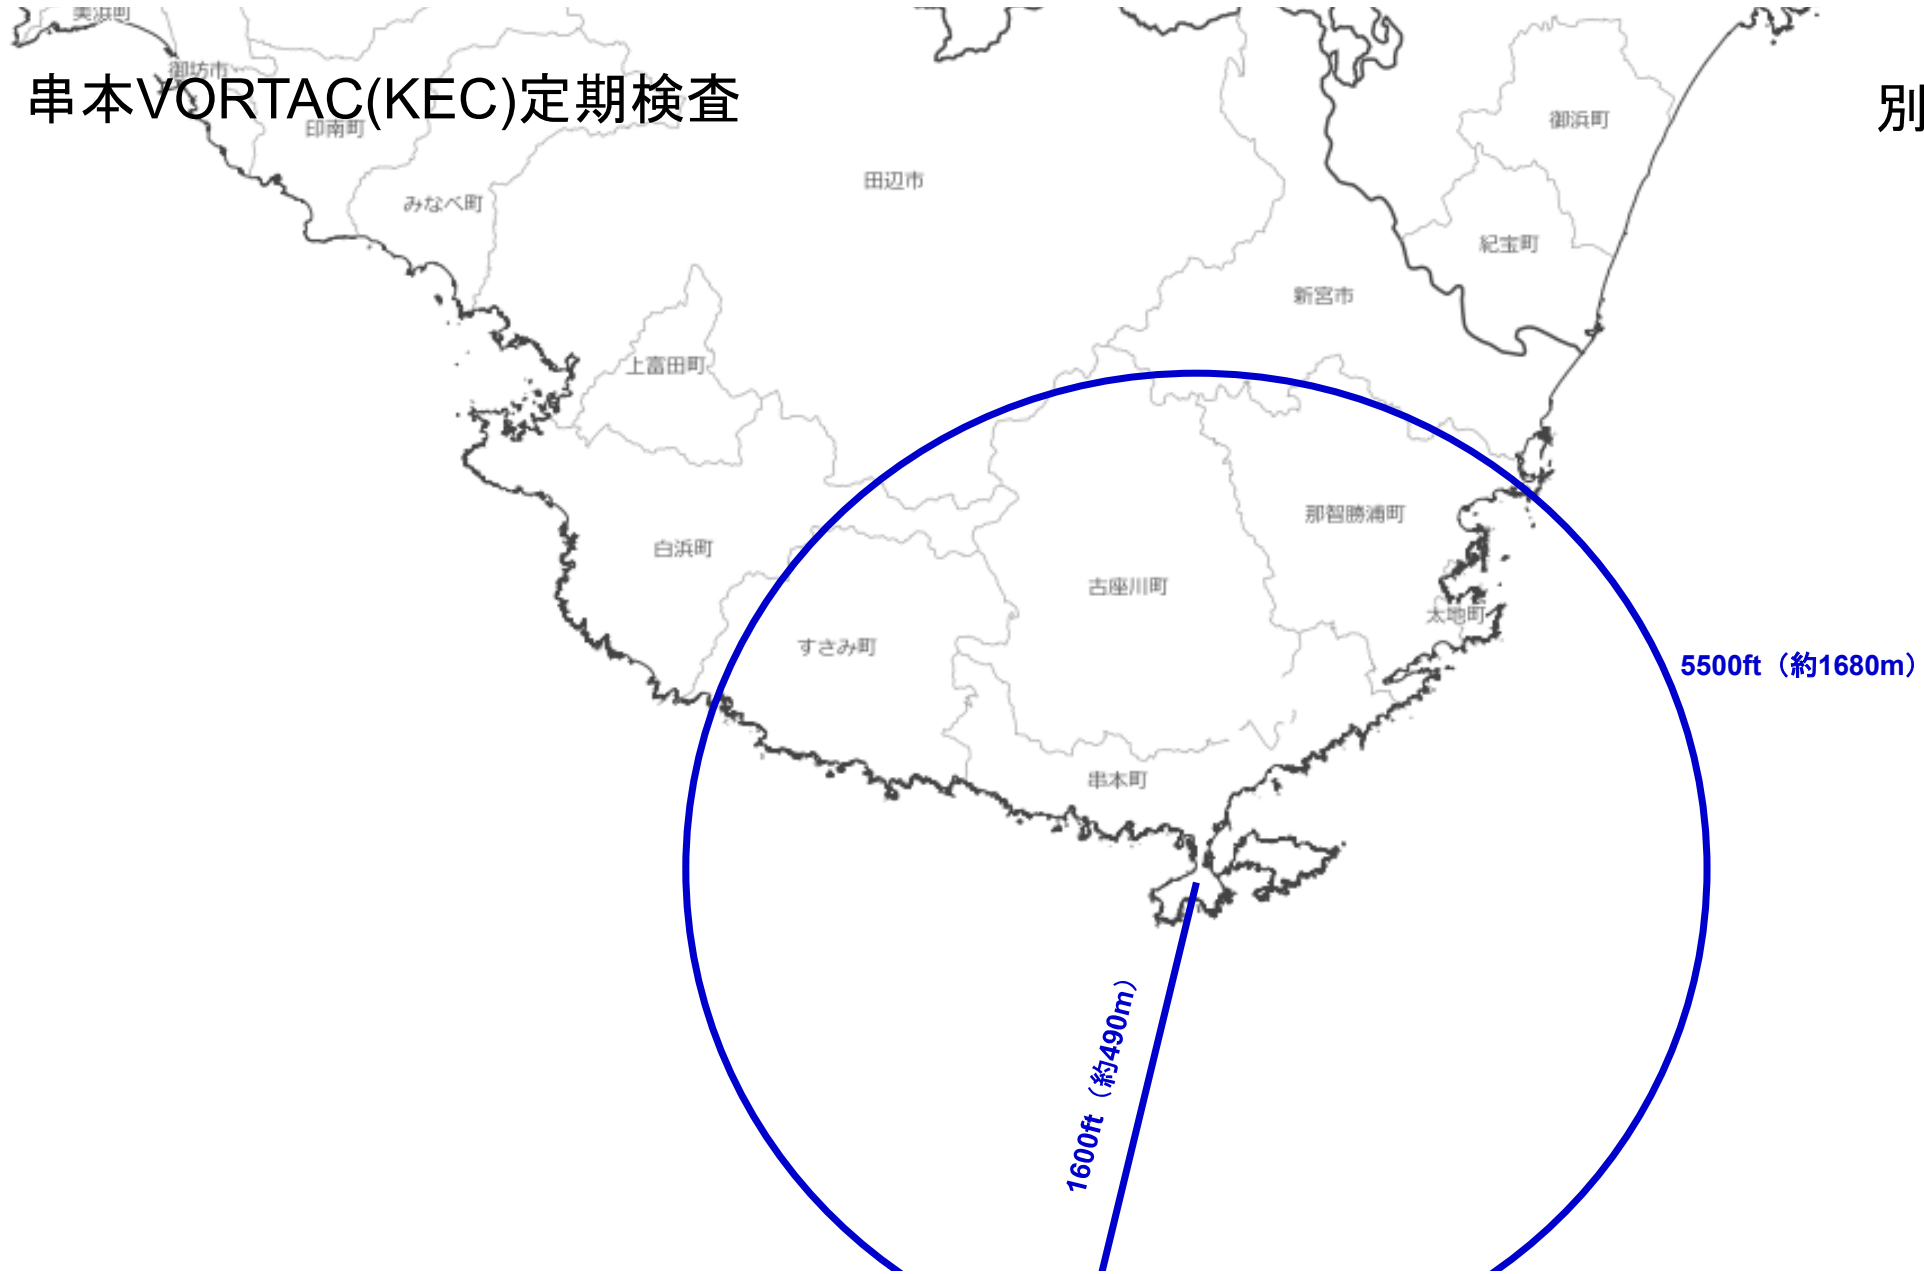 美浜町
御坊市
串本VORTAC(KEC)定期検査
別
印南町
御浜町
田辺市
みなべ町
紀宝町
新宮市
上富田町
那智勝浦町
白浜町
古座川町
太地町
すさみ町
5500ft（約1680m）
串本町
1600ft（約490m）